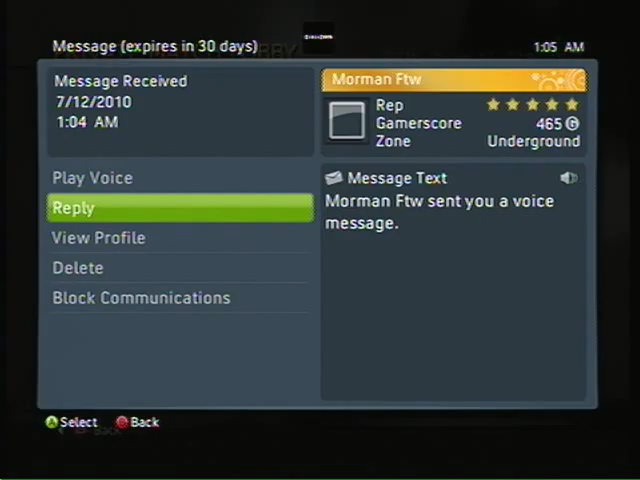 Message (expires in 30 days)
1:05 AM
Message Received
7/12/2010
1:04 AM
Morman Ftw
Rep
Gamerscore 465 G
Zone Underground
Play Voice
Reply
View Profile
Delete
Block Communications
Message Text
Morman Ftw sent you a voice
message.
A Select B Back
Back